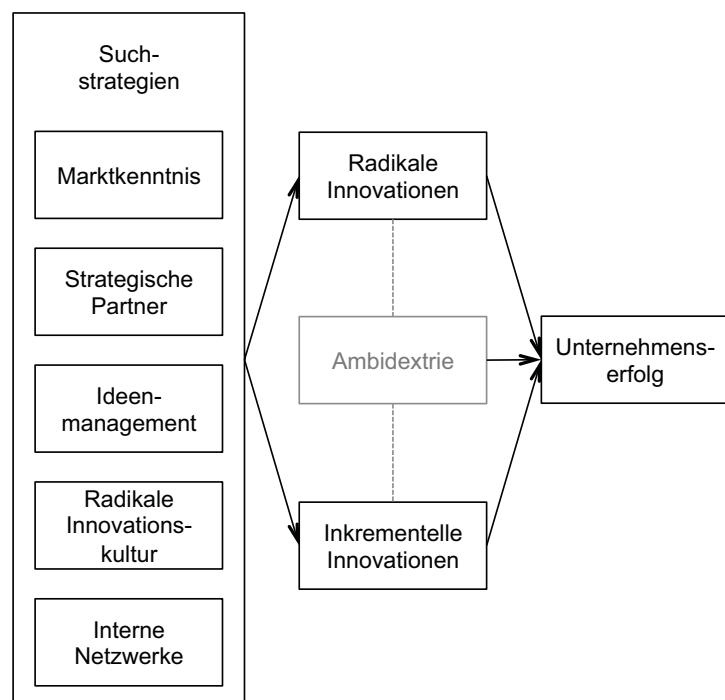 Such-
strategien
Marktkenntnis
Strategische
Partner
Ideen-
management
Radikale
Innovations-
kultur
Interne
Netzwerke
Radikale
Innovationen
Ambidextrie
Inkrementelle
Innovationen
Unternehmens-
erfolg